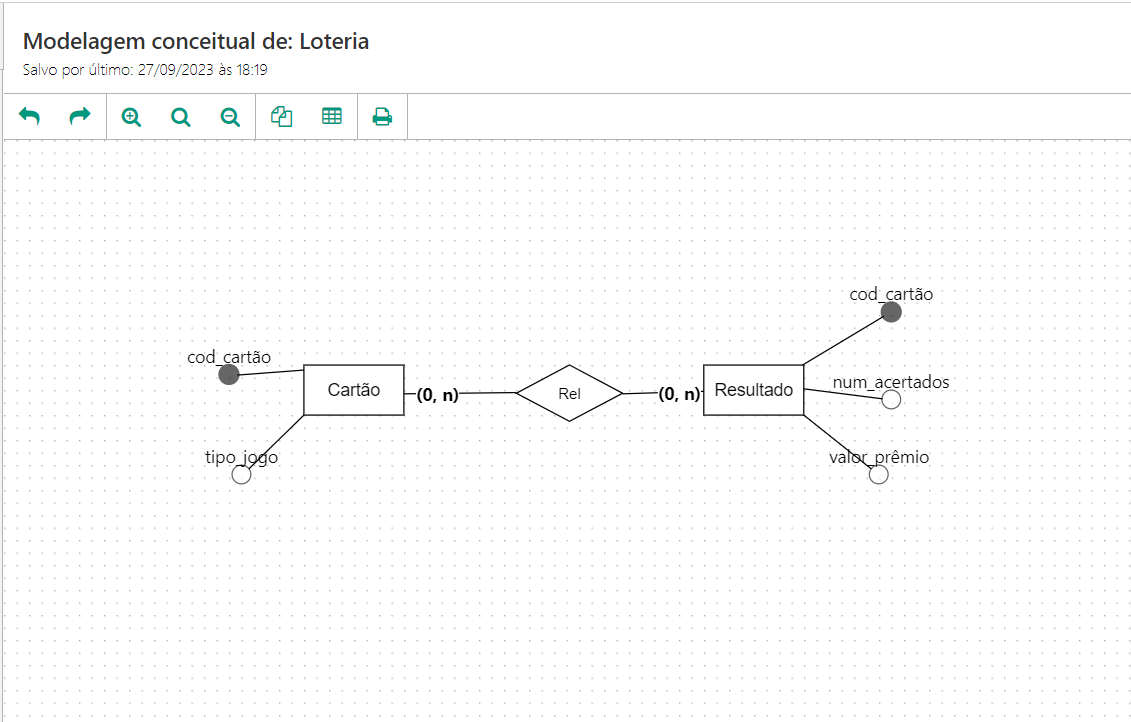 Modelagem conceitual de: Loteria
Salvo por último: 27/09/2023 às 18:19
cod_cartão
cod_cartão
num_acertados
Cartão
(0, n)
Rel
(0, n)
Resultado
tipo_jogo
valor_prêmio